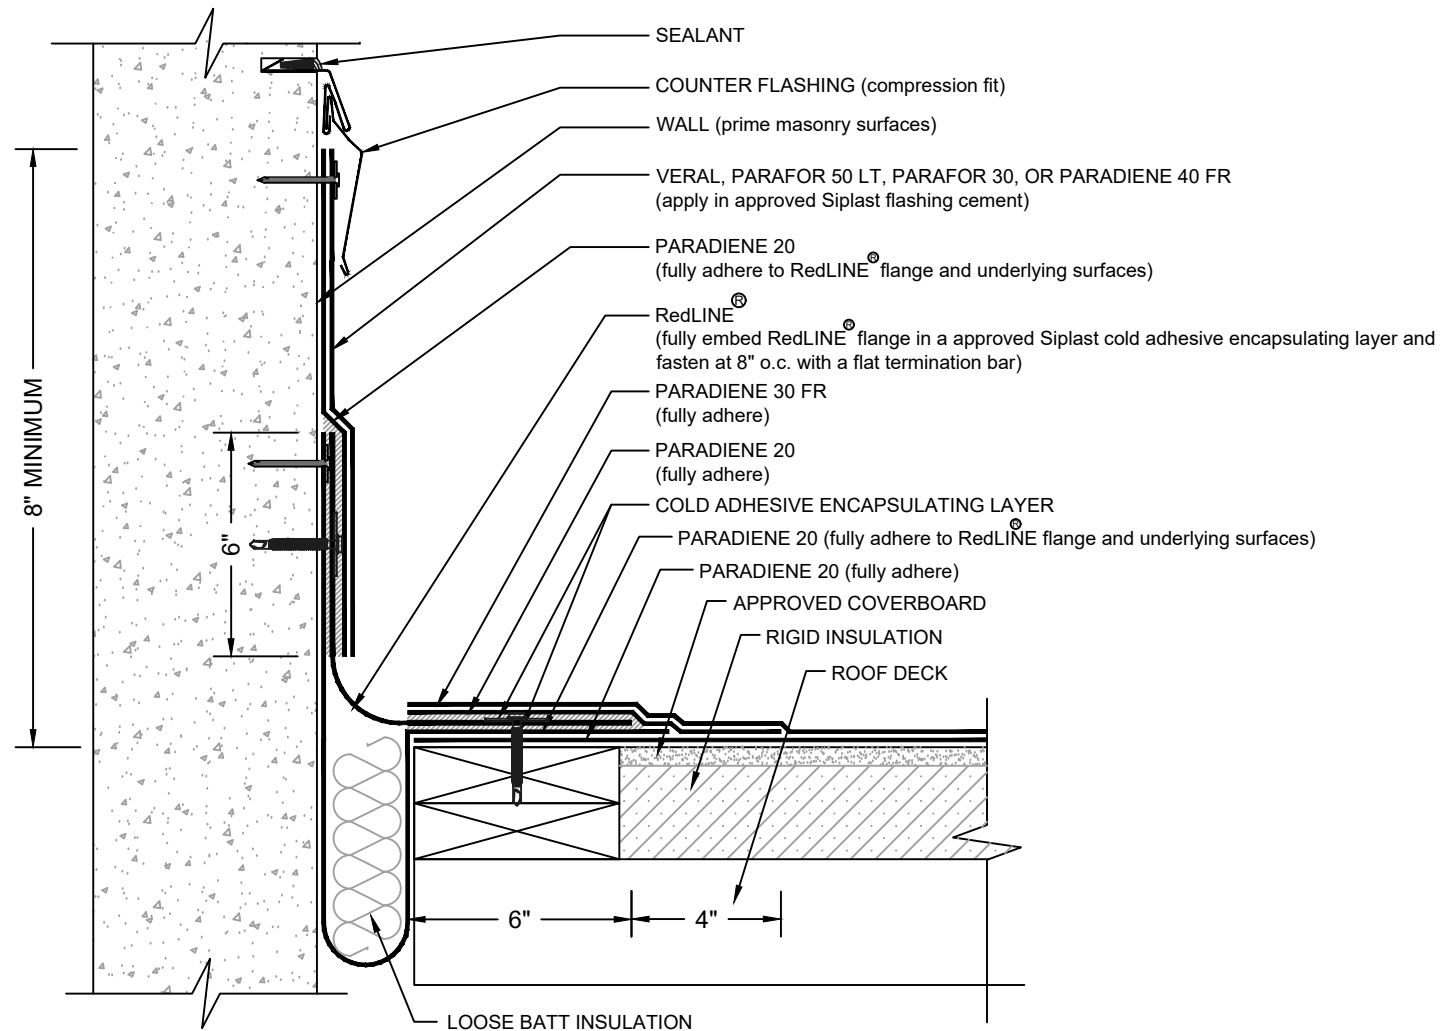 SEALANT
COUNTER FLASHING (compression fit)
WALL (prime masonry surfaces)
VERAL, PARAFOR 50 LT, PARAFOR 30, OR PARADIENE 40 FR
(apply in approved Siplast flashing cement)
PARADIENE 20
(fully adhere to RedLINE® flange and underlying surfaces)
RedLINE®
(fully embed RedLINE® flange in a approved Siplast cold adhesive encapsulating layer and
fasten at 8" o.c. with a flat termination bar)
PARADIENE 30 FR
(fully adhere)
PARADIENE 20
(fully adhere)
COLD ADHESIVE ENCAPSULATING LAYER
PARADIENE 20 (fully adhere to RedLINE® flange and underlying surfaces)
PARADIENE 20 (fully adhere)
APPROVED COVERBOARD
RIGID INSULATION
ROOF DECK
8" MINIMUM
6"
6"
4"
LOOSE BATT INSULATION